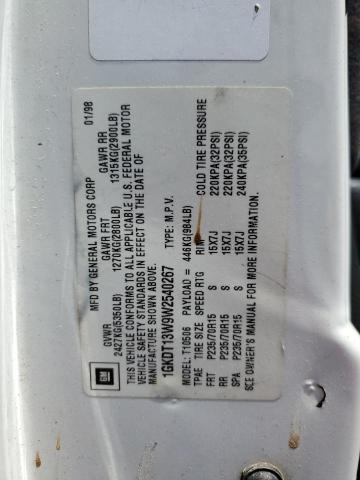 MFD BY GENERAL MOTORS CORP 01/98
GVWR GAWR FRT GAWR RR
2427KG(5350LB) 1270KG(2800LB) 1315KG(2900LB)
THIS VEHICLE CONFORMS TO ALL APPLICABLE U.S. FEDERAL MOTOR
VEHICLE SAFETY STANDARDS IN EFFECT ON THE DATE OF
MANUFACTURE SHOWN ABOVE.
1GKDT13W9W2540267 TYPE: M.P.V.
MODEL: T10506 PAYLOAD = 446KG(984LB)
TPAE TIRE SIZE SPEED RTG RIM COLD TIRE PRESSURE
FRT P235/70R15 S 15X7J 220KPA(32PSI)
RR P235/70R15 S 15X7J 220KPA(32PSI)
SPA P235/70R15 S 15X7J 240KPA(35PSI)
SEE OWNER'S MANUAL FOR MORE INFORMATION.
GM